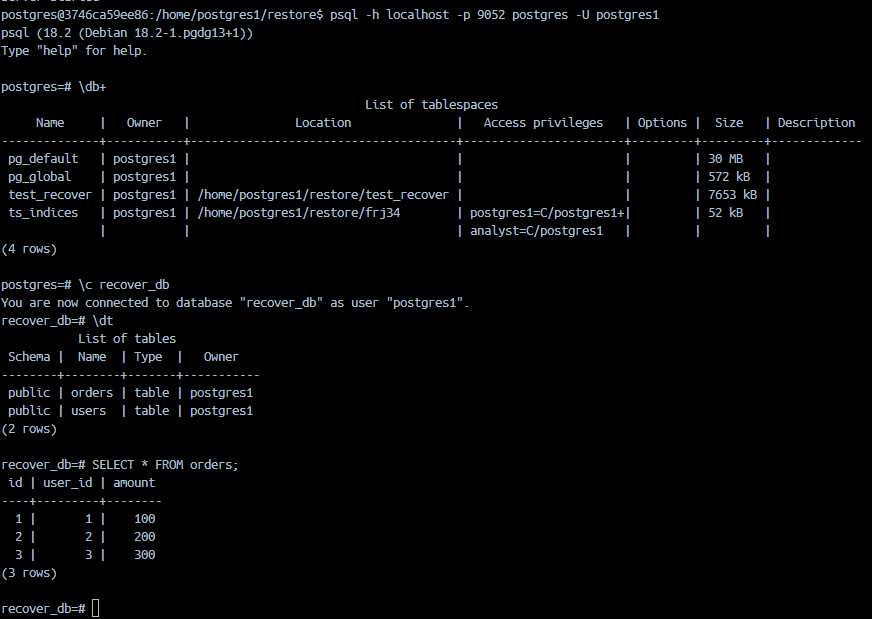 postgres@3746ca59ee86:/home/postgres1/restore$ psql -h localhost -p 9052 postgres -U postgres1
psql (18.2 (Debian 18.2-1.pgdg13+1))
Type "help" for help.

postgres=# \db+
                                                     List of tablespaces
     Name     |   Owner   |               Location                |   Access privileges   | Options |  Size   | Description
--------------+-----------+---------------------------------------+-----------------------+---------+---------+-------------
 pg_default   | postgres1 |                                       |                       |         | 30 MB   |
 pg_global    | postgres1 |                                       |                       |         | 572 kB  |
 test_recover | postgres1 | /home/postgres1/restore/test_recover |                       |         | 7653 kB |
 ts_indices   | postgres1 | /home/postgres1/restore/frj34        | postgres1=C/postgres1+|         | 52 kB   |
              |           |                                       | analyst=C/postgres1   |         |         |
(4 rows)

postgres=# \c recover_db
You are now connected to database "recover_db" as user "postgres1".
recover_db=# \dt
           List of tables
 Schema |  Name  | Type  |   Owner
--------+--------+-------+-----------
 public | orders | table | postgres1
 public | users  | table | postgres1
(2 rows)

recover_db=# SELECT * FROM orders;
 id | user_id | amount
----+---------+--------
  1 |       1 |    100
  2 |       2 |    200
  3 |       3 |    300
(3 rows)

recover_db=#